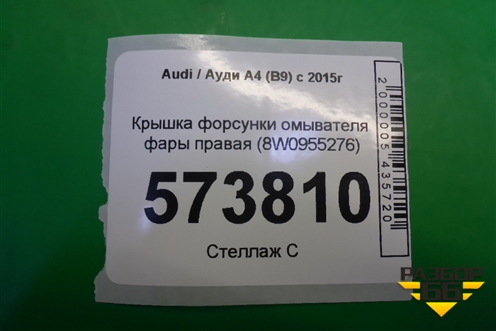 Audi / Ауди А4 (B9) с 2015г
Крышка форсунки омывателя
фары правая (8W0955276)
573810
Стеллаж С
2000005435720
РАЗБОР
66